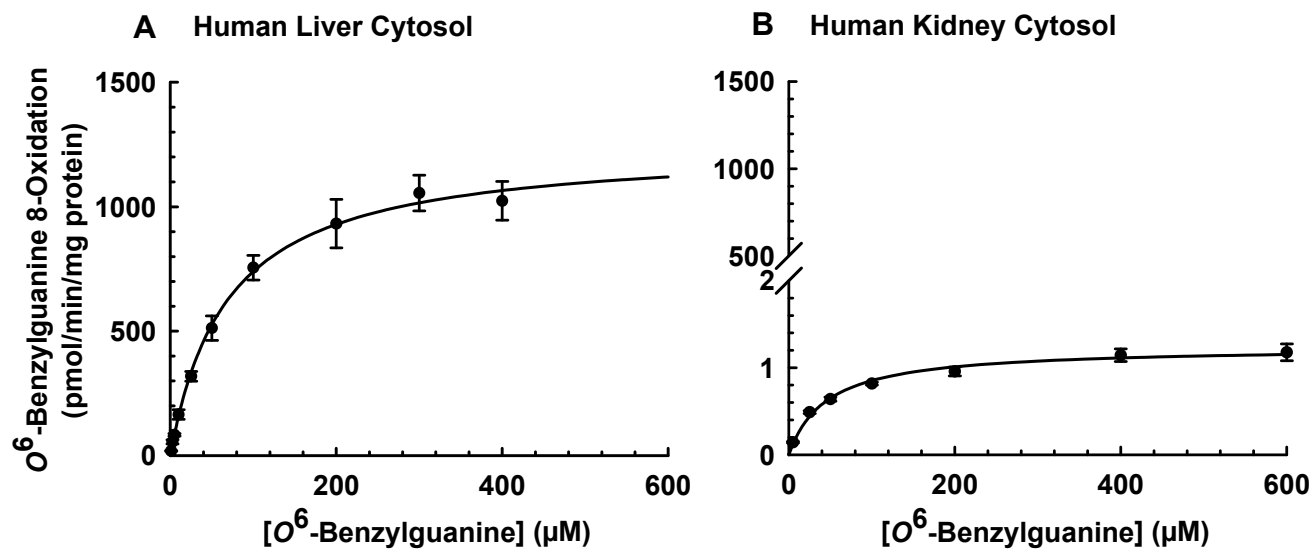 A Human Liver Cytosol
O⁶-Benzylguanine 8-Oxidation
(pmol/min/mg protein)
1500
1000
500
0
0 200 400 600
[O⁶-Benzylguanine] (µM)
B Human Kidney Cytosol
1500
1000
500
2
1
0
0 200 400 600
[O⁶-Benzylguanine] (µM)